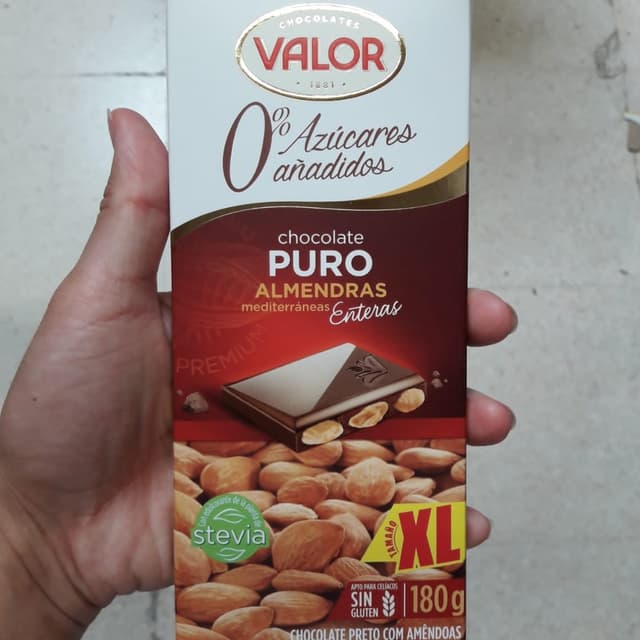 CHOCOLATES
VALOR
1881
0% Azúcares
añadidos
chocolate
PURO
ALMENDRAS
mediterráneas Enteras
PREMIUM
stevia
TAMAÑO
XL
APTO PARA CELÍACOS
SIN
GLUTEN
180g
CHOCOLATE PRETO COM AMÊNDOAS